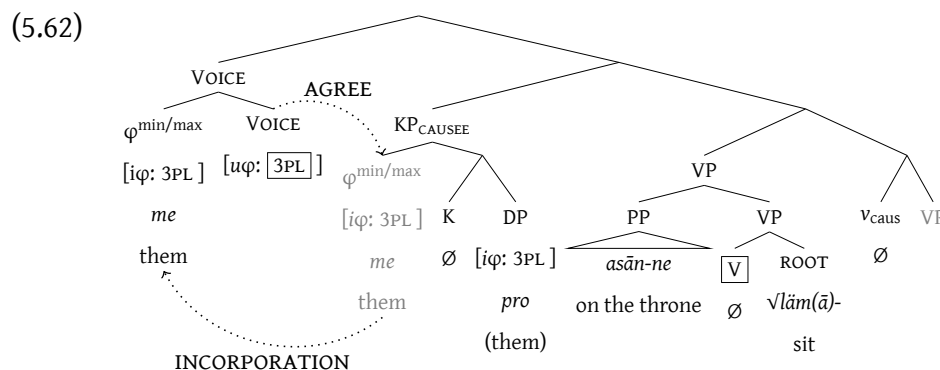 (5.62)
VOICE
AGREE
φmin/max VOICE KPCAUSEE
[iφ: 3PL] [uφ: 3PL] φmin/max VP
[iφ: 3PL] K DP PP VP vcaus VP
me me Ø [iφ: 3PL] asān-ne V ROOT Ø
them them pro on the throne Ø √läm(ā)-
(them) sit
INCORPORATION